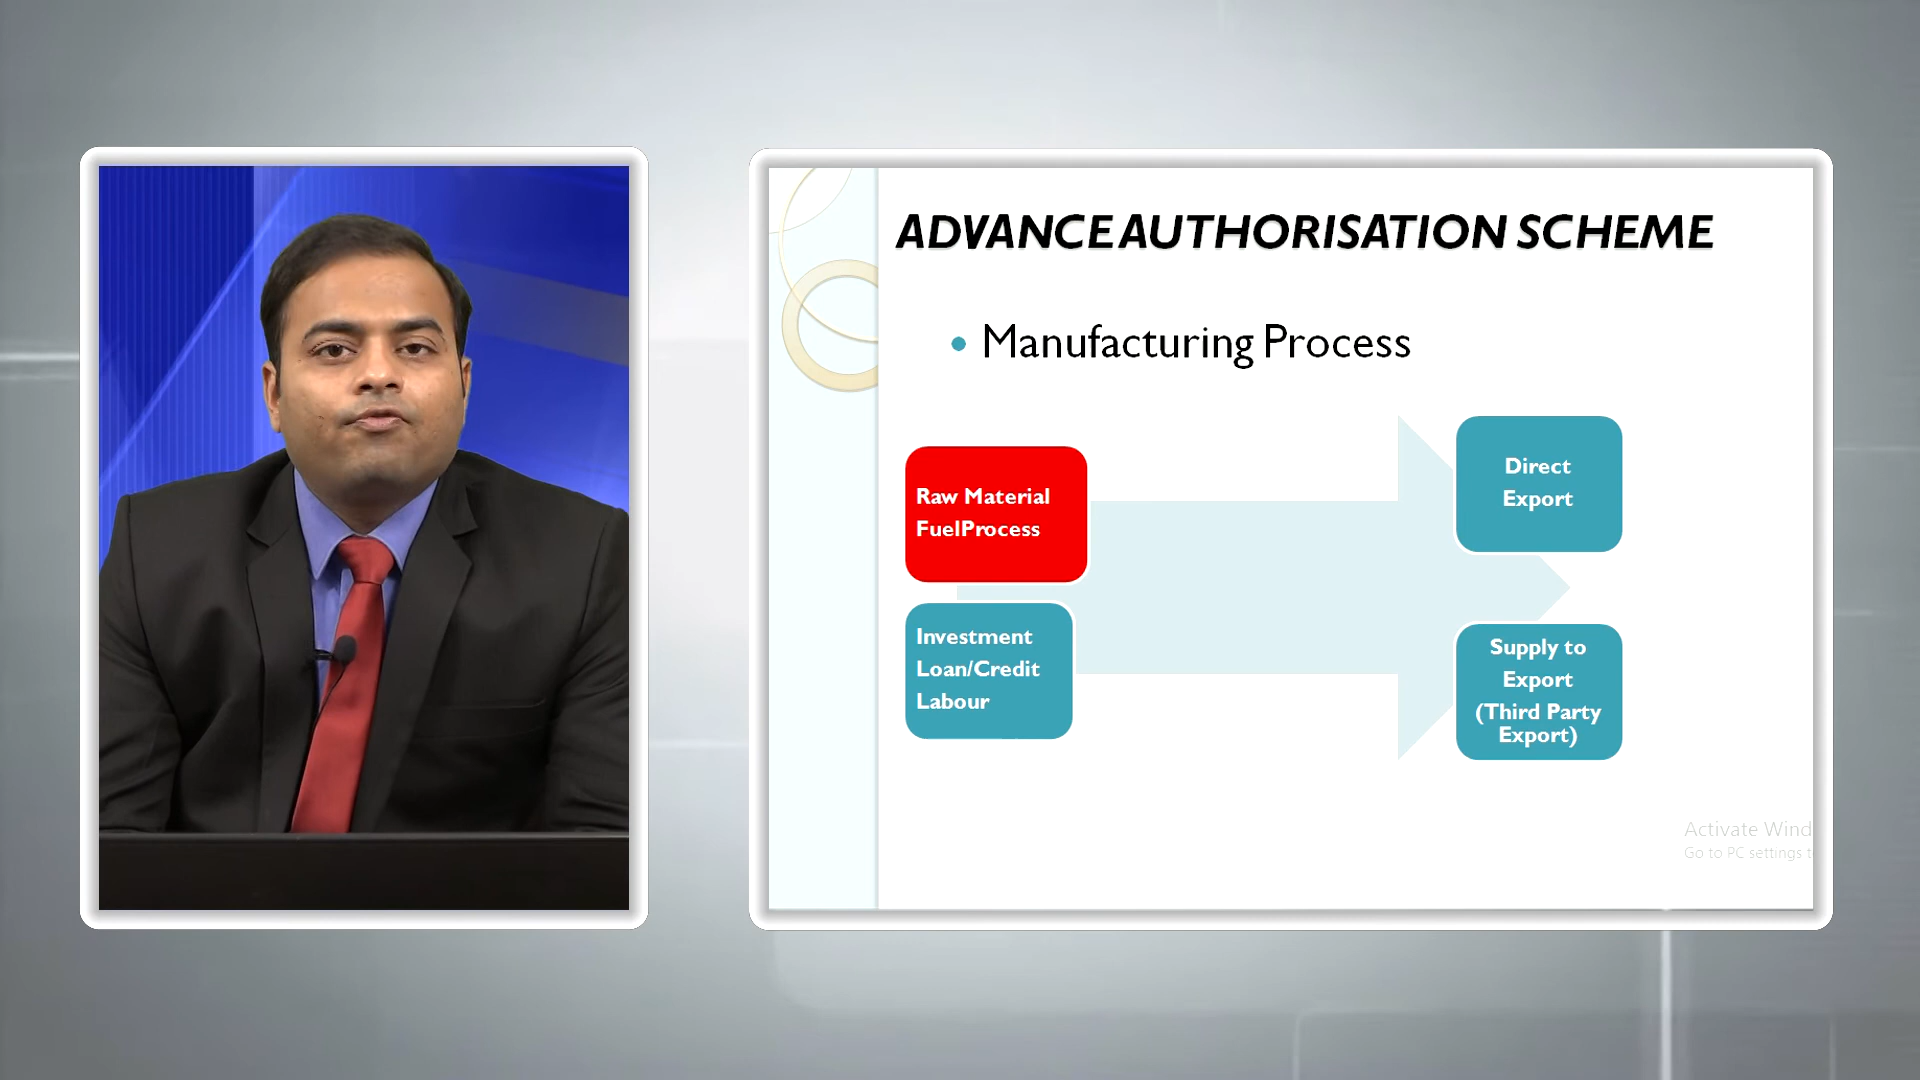 ADVANCE AUTHORISATION SCHEME
• Manufacturing Process
Raw Material
FuelProcess
Investment
Loan/Credit
Labour
Direct
Export
Supply to
Export
(Third Party
Export)
Activate Wind
Go to PC settings t